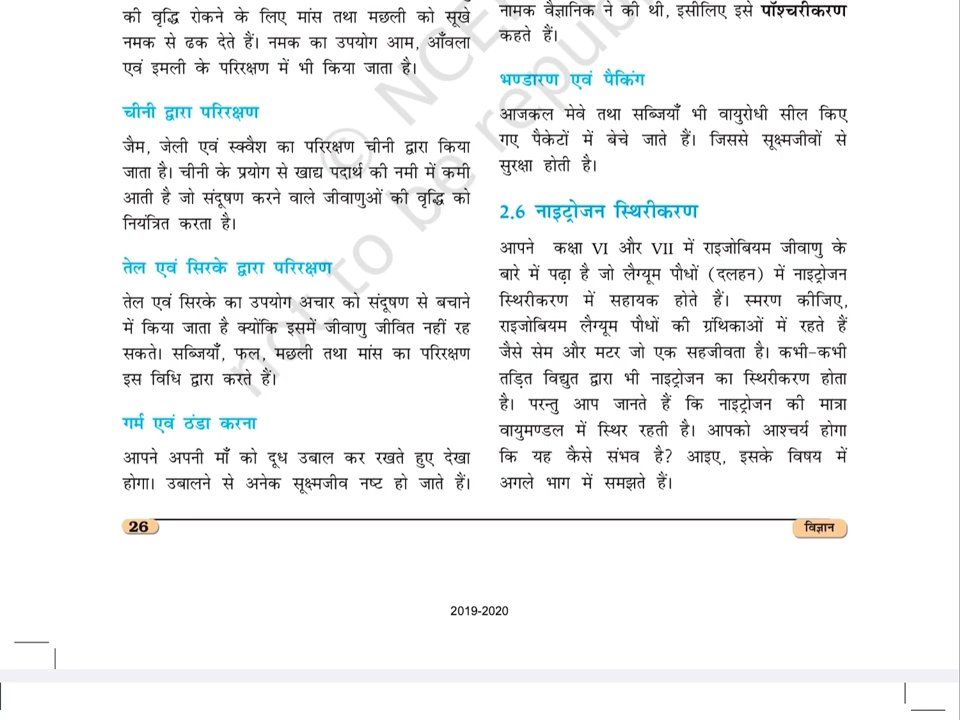 की वृद्धि रोकने के लिए मांस तथा मछली को सूखे
नमक से ढक देते हैं। नमक का उपयोग आम, आँवला
एवं इमली के परिरक्षण में भी किया जाता है।
चीनी द्वारा परिरक्षण
जैम, जेली एवं स्क्वैश का परिरक्षण चीनी द्वारा किया
जाता है। चीनी के प्रयोग से खाद्य पदार्थ की नमी में कमी
आती है जो संदूषण करने वाले जीवाणुओं की वृद्धि को
नियंत्रित करता है।
तेल एवं सिरके द्वारा परिरक्षण
तेल एवं सिरके का उपयोग अचार को संदूषण से बचाने
में किया जाता है क्योंकि इसमें जीवाणु जीवित नहीं रह
सकते। सब्जियाँ, फल, मछली तथा मांस का परिरक्षण
इस विधि द्वारा करते हैं।
गर्म एवं ठंडा करना
आपने अपनी माँ को दूध उबाल कर रखते हुए देखा
होगा। उबालने से अनेक सूक्ष्मजीव नष्ट हो जाते हैं।
नामक वैज्ञानिक ने की थी, इसीलिए इसे पॉश्चरीकरण
कहते हैं।
भण्डारण एवं पैकिंग
आजकल मेवे तथा सब्जियाँ भी वायुरोधी सील किए
गए पैकेटों में बेचे जाते हैं। जिससे सूक्ष्मजीवों से
सुरक्षा होती है।
2.6 नाइट्रोजन स्थिरीकरण
आपने कक्षा VI और VII में राइजोबियम जीवाणु के
बारे में पढ़ा है जो लैग्यूम पौधों (दलहन) में नाइट्रोजन
स्थिरीकरण में सहायक होते हैं। स्मरण कीजिए,
राइजोबियम लैग्यूम पौधों की ग्रंथिकाओं में रहते हैं
जैसे सेम और मटर जो एक सहजीवता है। कभी-कभी
तड़ित विद्युत द्वारा भी नाइट्रोजन का स्थिरीकरण होता
है। परन्तु आप जानते हैं कि नाइट्रोजन की मात्रा
वायुमण्डल में स्थिर रहती है। आपको आश्चर्य होगा
कि यह कैसे संभव है? आइए, इसके विषय में
अगले भाग में समझते हैं।
26
विज्ञान
2019-2020
© NCE
not to be republ